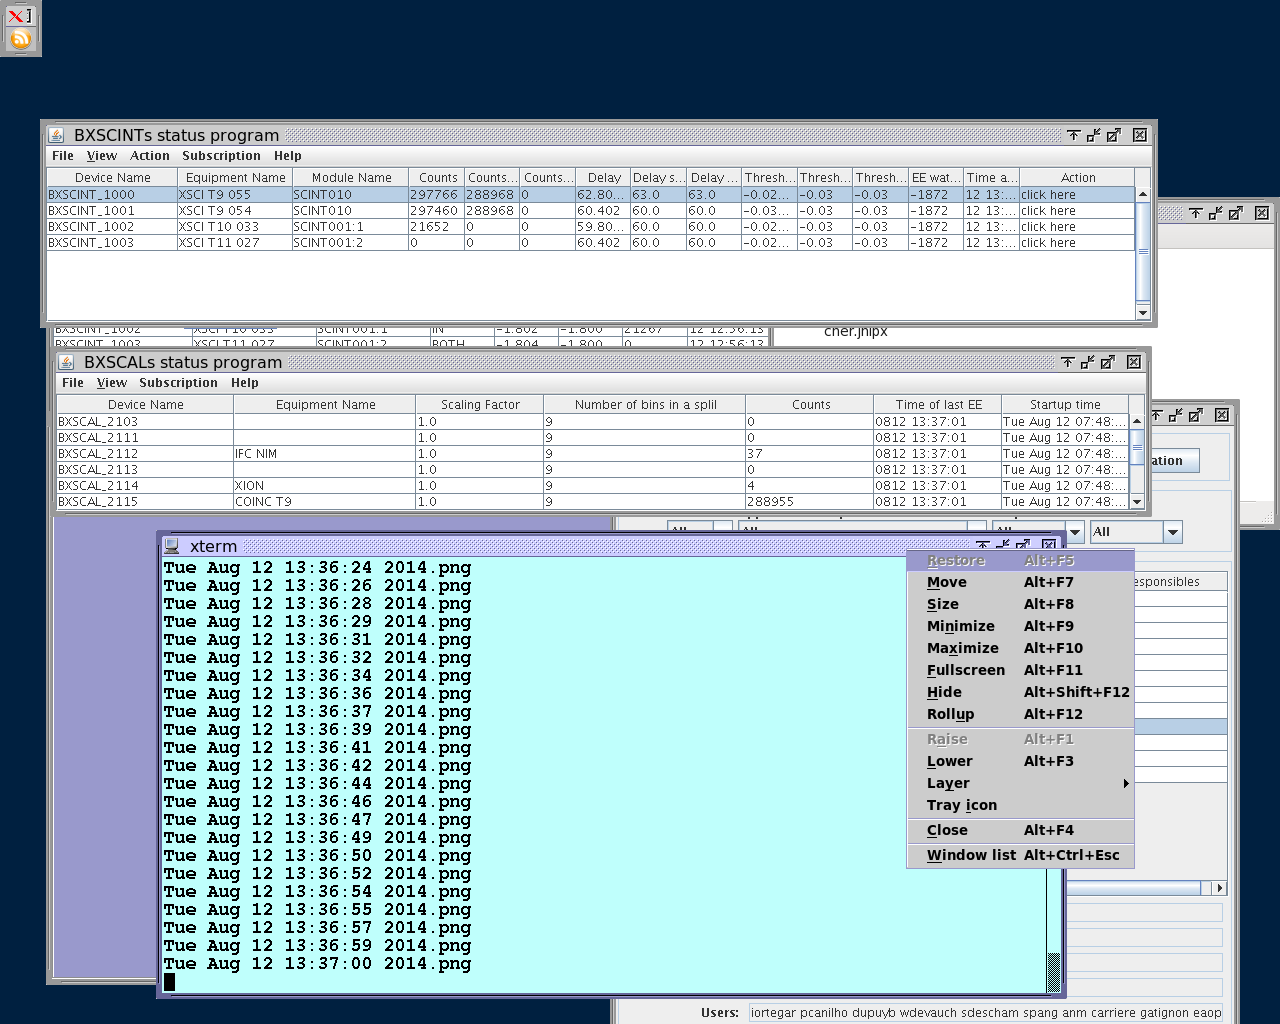 X]
BXSCINTs status program
File View Action Subscription Help
Device Name Equipment Name Module Name Counts Counts... Counts... Delay Delay s... Delay ... Thresh... Thresh... Thresh... EE wat... Time a... Action
BXSCINT_1000 XSCI T9 055 SCINT010 297766 288968 0 62.80... 63.0 63.0 -0.02... -0.03 -0.03 -1872 12 13:... click here
BXSCINT_1001 XSCI T9 054 SCINT010 297460 288968 0 60.402 60.0 60.0 -0.03... -0.03 -0.03 -1872 12 13:... click here
BXSCINT_1002 XSCI T10 033 SCINT001:1 21652 0 0 59.80... 60.0 60.0 -0.02... -0.03 -0.03 -1872 12 13:... click here
BXSCINT_1003 XSCI T11 027 SCINT001:2 0 0 0 60.402 60.0 60.0 -0.02... -0.03 -0.03 -1872 12 13:... click here
BXSCINT_1002 XSCI T10 033 SCINT001:1 IN -1.802 -1.800 21267 12 12:56:13
cher.jnlpx
BXSCINT_1003 XSCI T11 027 SCINT001:2 BOTH -1.804 -1.800 0 12 12:56:13
BXSCALs status program
File View Subscription Help
Device Name Equipment Name Scaling Factor Number of bins in a splil Counts Time of last EE Startup time
BXSCAL_2103 1.0 9 0 0812 13:37:01 Tue Aug 12 07:48:...
BXSCAL_2111 1.0 9 0 0812 13:37:01 Tue Aug 12 07:48:...
BXSCAL_2112 IFC NIM 1.0 9 37 0812 13:37:01 Tue Aug 12 07:48:...
BXSCAL_2113 1.0 9 0 0812 13:37:01 Tue Aug 12 07:48:...
BXSCAL_2114 XION 1.0 9 4 0812 13:37:01 Tue Aug 12 07:48:...
BXSCAL_2115 COINC T9 1.0 9 288955 0812 13:37:01 Tue Aug 12 07:48:...
ation
All All All All
esponsibles
xterm
Tue Aug 12 13:36:24 2014.png
Tue Aug 12 13:36:26 2014.png
Tue Aug 12 13:36:28 2014.png
Tue Aug 12 13:36:29 2014.png
Tue Aug 12 13:36:31 2014.png
Tue Aug 12 13:36:32 2014.png
Tue Aug 12 13:36:34 2014.png
Tue Aug 12 13:36:36 2014.png
Tue Aug 12 13:36:37 2014.png
Tue Aug 12 13:36:39 2014.png
Tue Aug 12 13:36:41 2014.png
Tue Aug 12 13:36:42 2014.png
Tue Aug 12 13:36:44 2014.png
Tue Aug 12 13:36:46 2014.png
Tue Aug 12 13:36:47 2014.png
Tue Aug 12 13:36:49 2014.png
Tue Aug 12 13:36:50 2014.png
Tue Aug 12 13:36:52 2014.png
Tue Aug 12 13:36:54 2014.png
Tue Aug 12 13:36:55 2014.png
Tue Aug 12 13:36:57 2014.png
Tue Aug 12 13:36:59 2014.png
Tue Aug 12 13:37:00 2014.png
Restore Alt+F5
Move Alt+F7
Size Alt+F8
Minimize Alt+F9
Maximize Alt+F10
Fullscreen Alt+F11
Hide Alt+Shift+F12
Rollup Alt+F12
Raise Alt+F1
Lower Alt+F3
Layer
Tray icon
Close Alt+F4
Window list Alt+Ctrl+Esc
Users: iortegar pcanilho dupuyb wdevauch sdescham spang anm carriere gatignon eaop